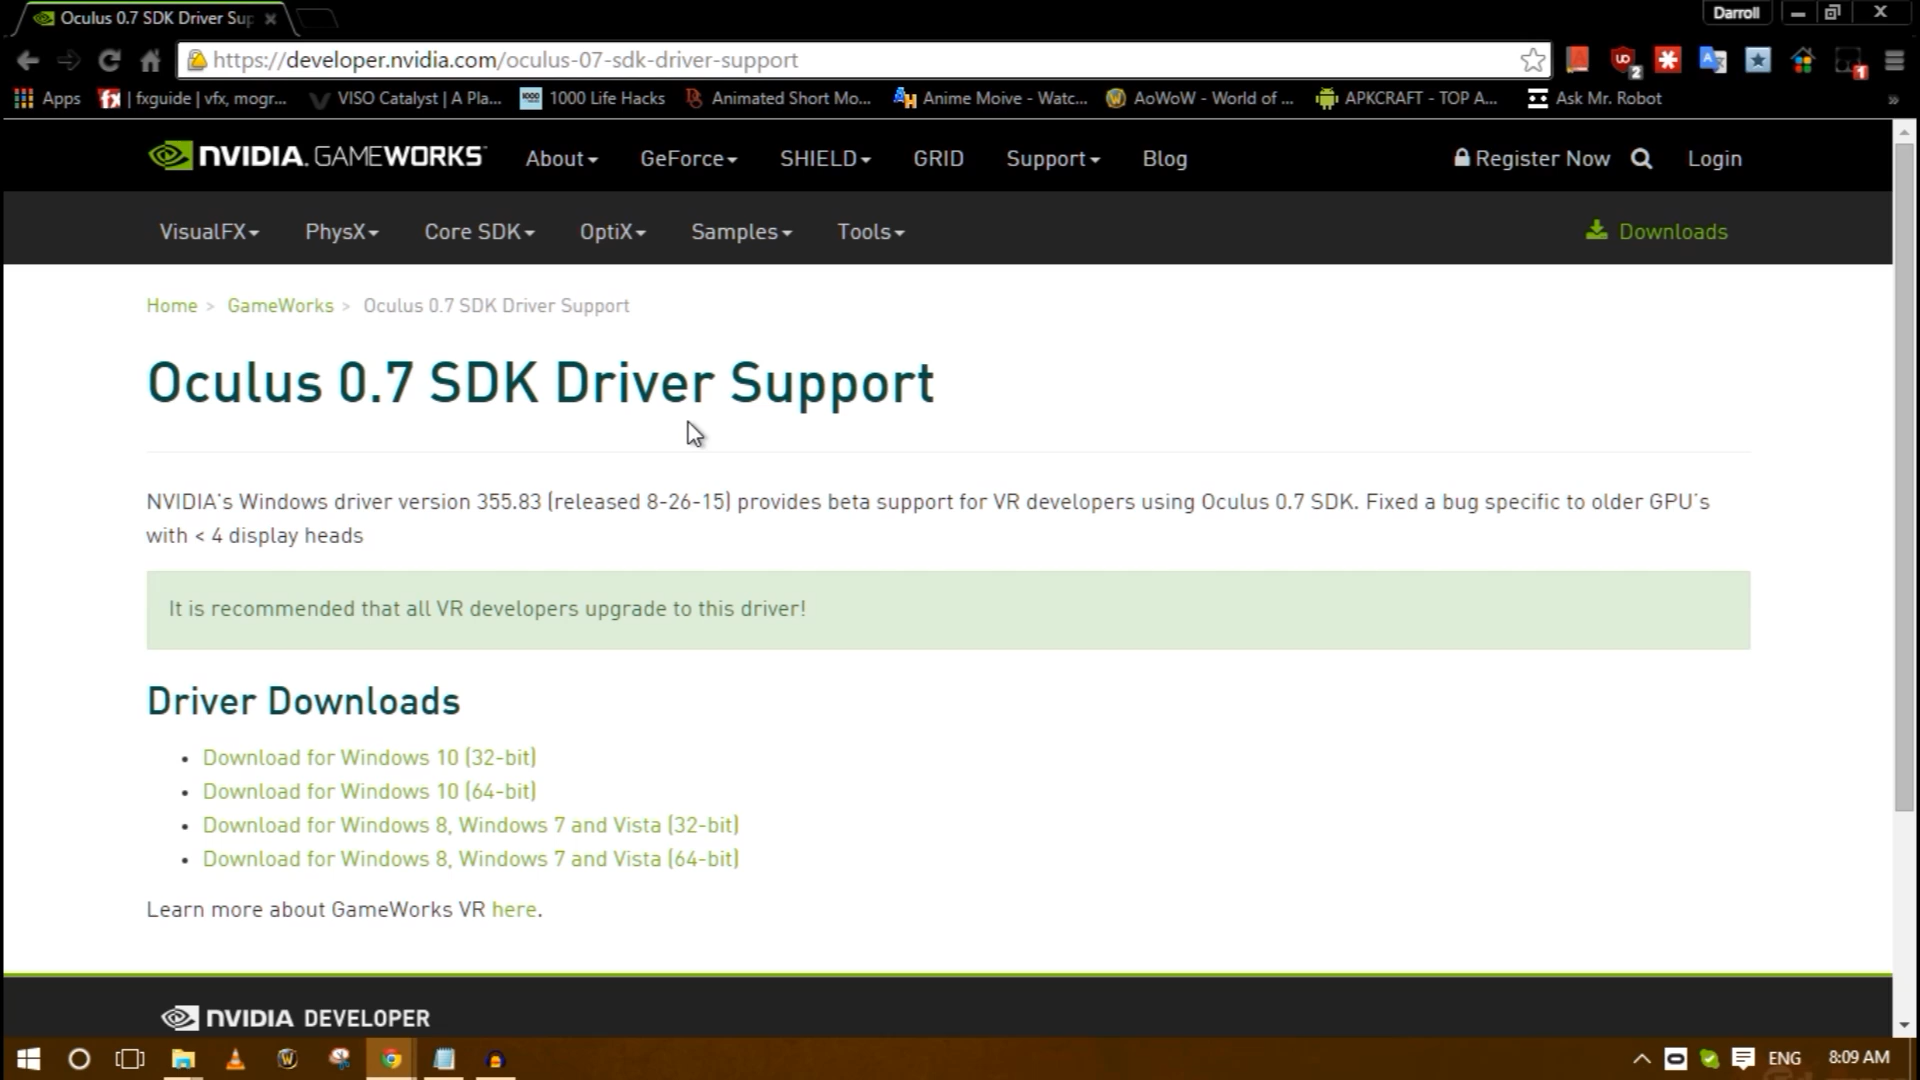 Oculus 0.7 SDK Driver Sup
Darroll
https://developer.nvidia.com/oculus-07-sdk-driver-support
Apps
fx | fxguide | vfx, mogr...
VISO Catalyst | A Pla...
1000 Life Hacks
Animated Short Mo...
Anime Moive - Watc...
AoWoW - World of ...
APKCRAFT - TOP A...
Ask Mr. Robot
NVIDIA. GAMEWORKS
About
GeForce
SHIELD
GRID
Support
Blog
Register Now
Login
VisualFX
PhysX
Core SDK
OptiX
Samples
Tools
Downloads
Home > GameWorks > Oculus 0.7 SDK Driver Support
Oculus 0.7 SDK Driver Support
NVIDIA's Windows driver version 355.83 (released 8-26-15) provides beta support for VR developers using Oculus 0.7 SDK. Fixed a bug specific to older GPU's
with < 4 display heads
It is recommended that all VR developers upgrade to this driver!
Driver Downloads
• Download for Windows 10 (32-bit)
• Download for Windows 10 (64-bit)
• Download for Windows 8, Windows 7 and Vista (32-bit)
• Download for Windows 8, Windows 7 and Vista (64-bit)
Learn more about GameWorks VR here.
NVIDIA DEVELOPER
ENG
8:09 AM